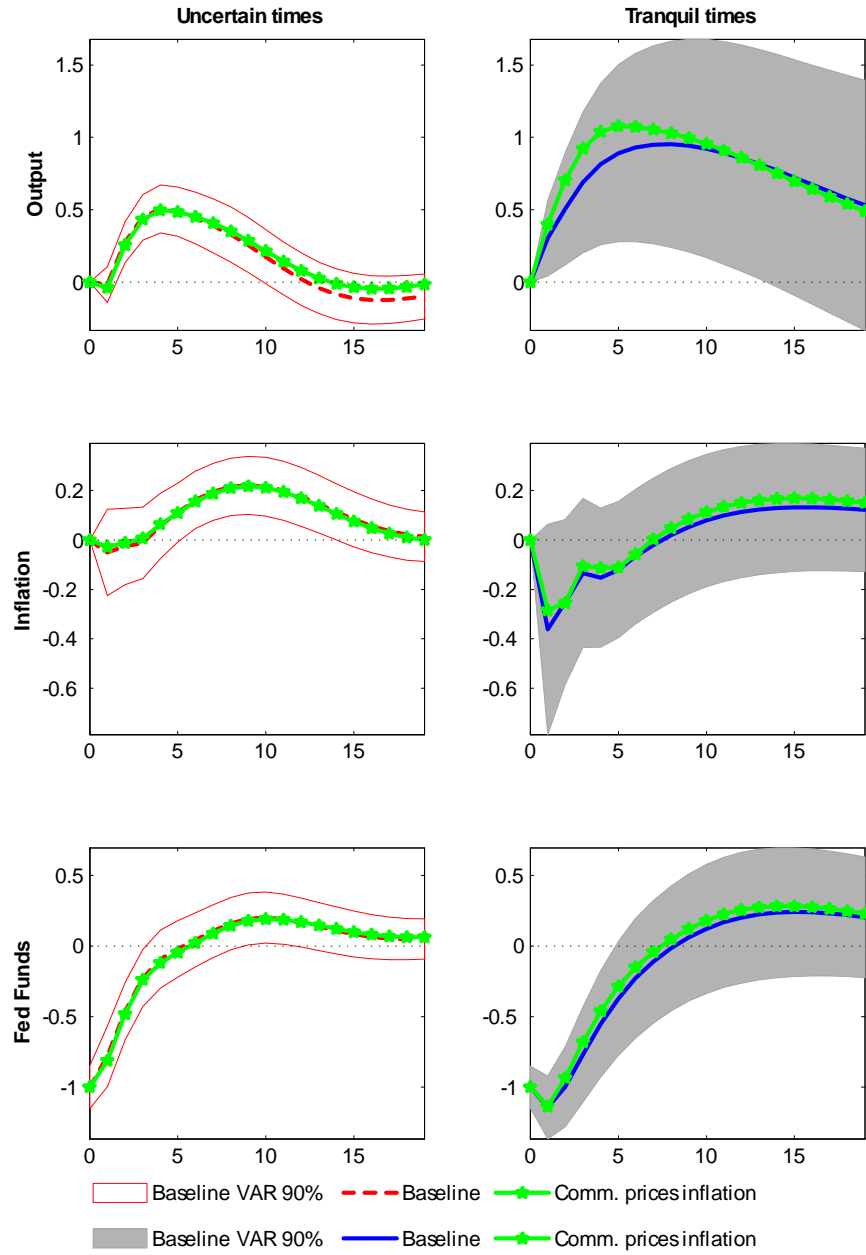 Uncertain times Tranquil times
Output
1.5
1
0.5
0
0 5 10 15
1.5
1
0.5
0
0 5 10 15
Inflation
0.2
0
-0.2
-0.4
-0.6
0 5 10 15
0.2
0
-0.2
-0.4
-0.6
0 5 10 15
Fed Funds
0.5
0
-0.5
-1
0 5 10 15
0.5
0
-0.5
-1
0 5 10 15
Baseline VAR 90% Baseline Comm. prices inflation
Baseline VAR 90% Baseline Comm. prices inflation